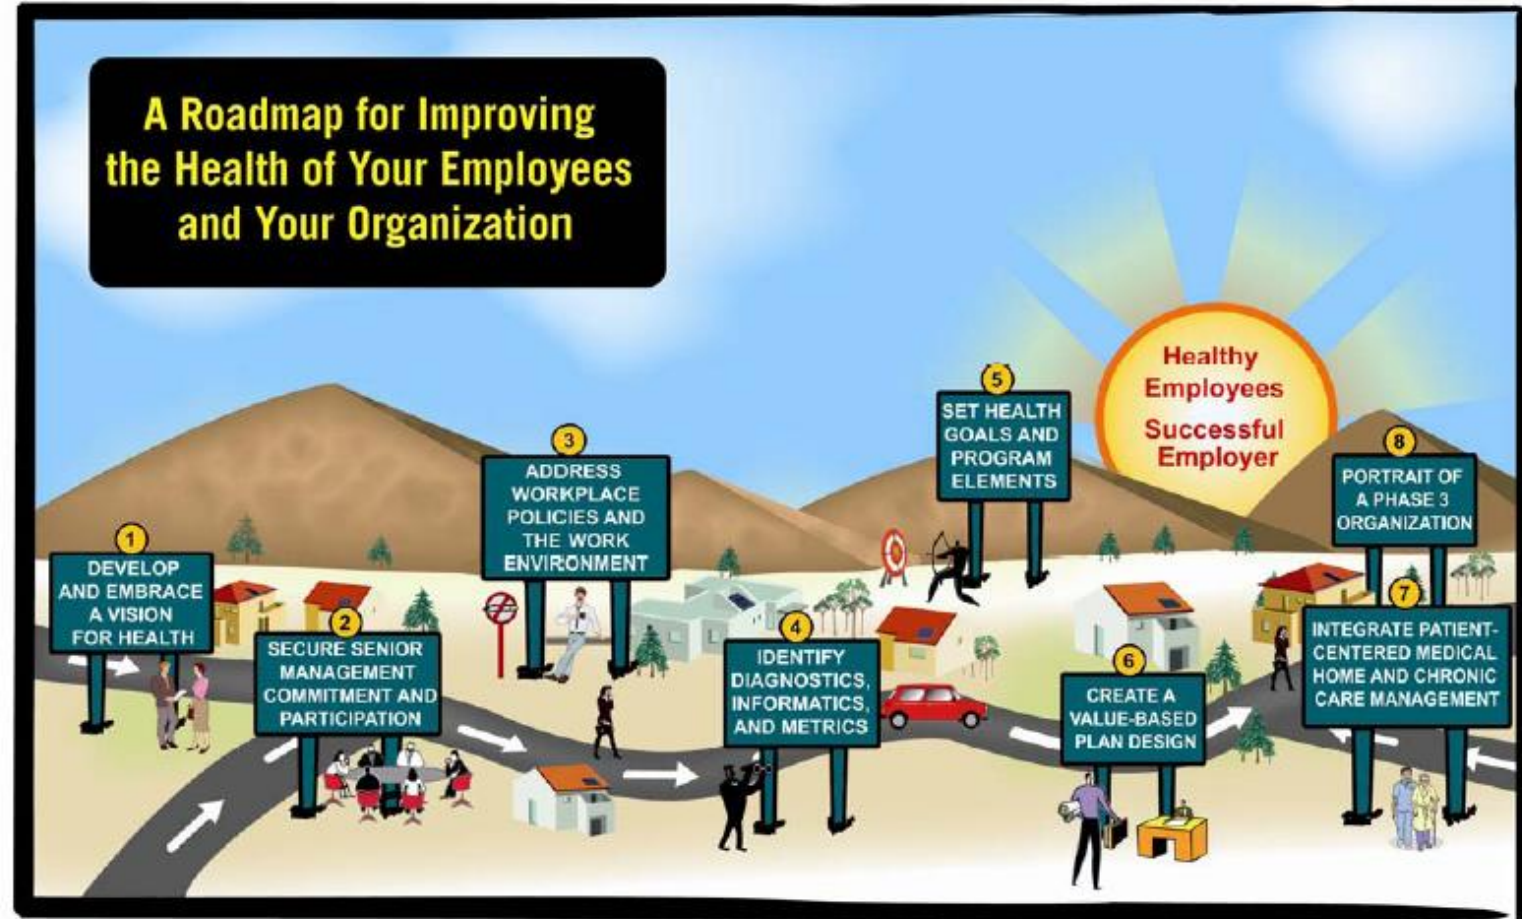 A Roadmap for Improving
the Health of Your Employees
and Your Organization
Healthy
Employees
Successful
Employer
1
DEVELOP
AND EMBRACE
A VISION
FOR HEALTH
2
SECURE SENIOR
MANAGEMENT
COMMITMENT AND
PARTICIPATION
3
ADDRESS
WORKPLACE
POLICIES AND
THE WORK
ENVIRONMENT
4
IDENTIFY
DIAGNOSTICS,
INFORMATICS,
AND METRICS
5
SET HEALTH
GOALS AND
PROGRAM
ELEMENTS
6
CREATE A
VALUE-BASED
PLAN DESIGN
7
INTEGRATE PATIENT-
CENTERED MEDICAL
HOME AND CHRONIC
CARE MANAGEMENT
8
PORTRAIT OF
A PHASE 3
ORGANIZATION